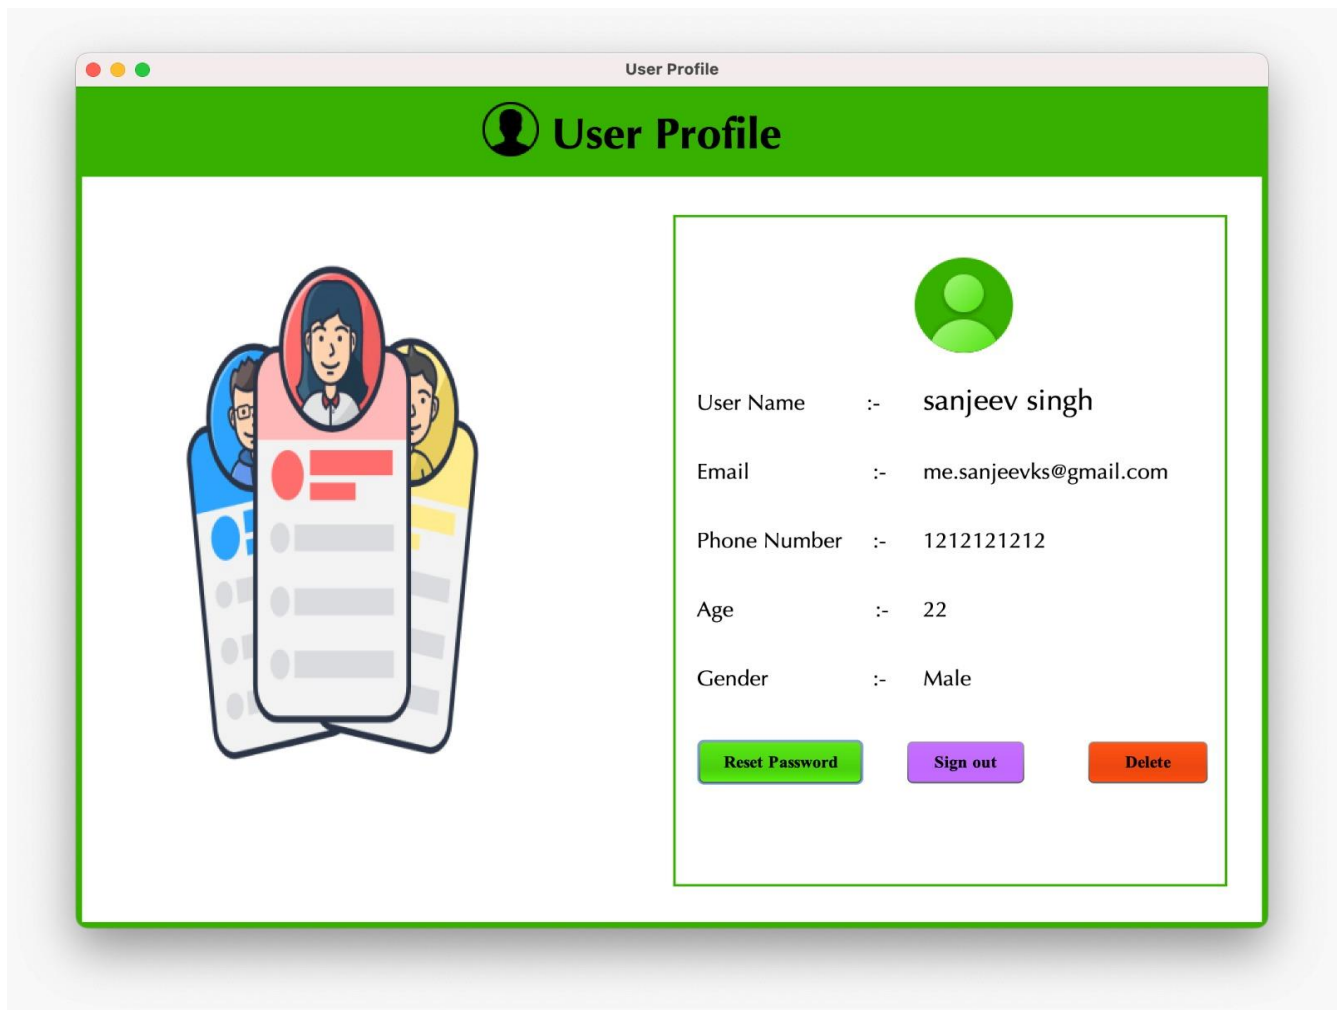 User Profile
User Profile
User Name :- sanjeev singh
Email :- me.sanjeevks@gmail.com
Phone Number :- 1212121212
Age :- 22
Gender :- Male
Reset Password Sign out Delete